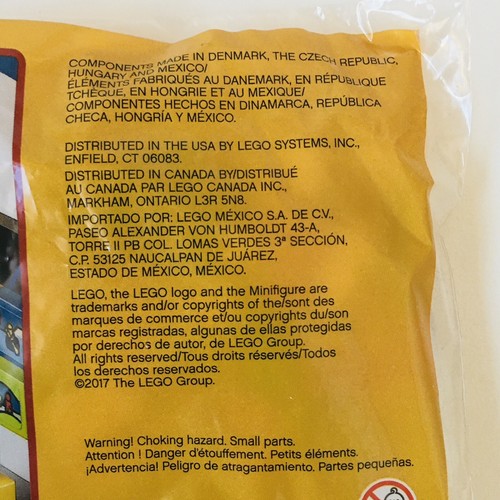 COMPONENTS MADE IN DENMARK, THE CZECH REPUBLIC,
HUNGARY AND MEXICO/
ÉLÉMENTS FABRIQUÉS AU DANEMARK, EN RÉPUBLIQUE
TCHÈQUE, EN HONGRIE ET AU MEXIQUE/
COMPONENTES HECHOS EN DINAMARCA, REPÚBLICA
CHECA, HONGRÍA Y MÉXICO.
DISTRIBUTED IN THE USA BY LEGO SYSTEMS, INC.,
ENFIELD, CT 06083.
DISTRIBUTED IN CANADA BY/DISTRIBUÉ
AU CANADA PAR LEGO CANADA INC.,
MARKHAM, ONTARIO L3R 5N8.
IMPORTADO POR: LEGO MÉXICO S.A. DE C.V.,
PASEO ALEXANDER VON HUMBOLDT 43-A,
TORRE II PB COL. LOMAS VERDES 3ª SECCIÓN,
C.P. 53125 NAUCALPAN DE JUÁREZ,
ESTADO DE MÉXICO, MÉXICO.
LEGO, the LEGO logo and the Minifigure are
trademarks and/or copyrights of the/sont des
marques de commerce et/ou copyrights du/son
marcas registradas, algunas de ellas protegidas
por derechos de autor, de LEGO Group.
All rights reserved/Tous droits réservés/Todos
los derechos reservados.
©2017 The LEGO Group.
Warning! Choking hazard. Small parts.
Attention ! Danger d'étouffement. Petits éléments.
¡Advertencia! Peligro de atragantamiento. Partes pequeñas.